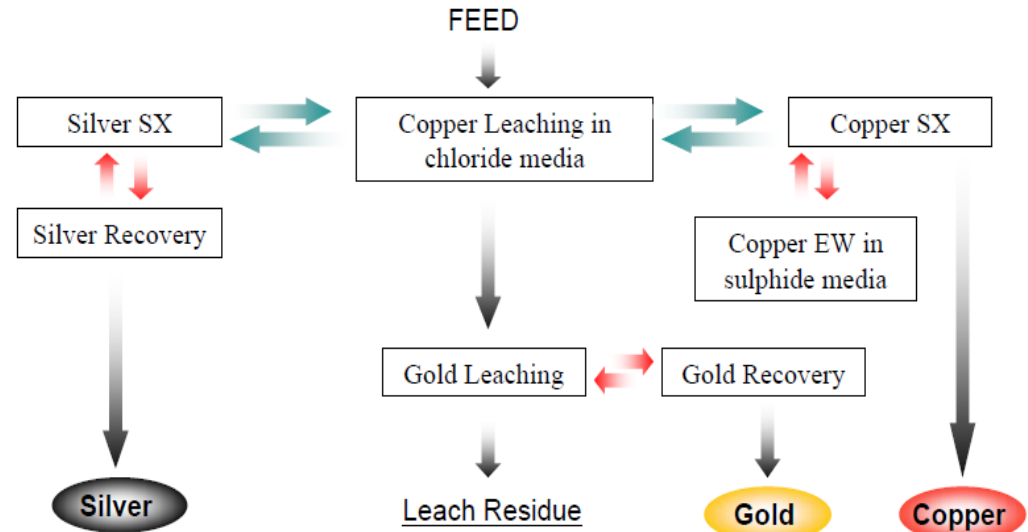 FEED
Silver SX
Copper Leaching in
chloride media
Copper SX
Silver Recovery
Copper EW in
sulphide media
Gold Leaching
Gold Recovery
Silver
Leach Residue
Gold
Copper